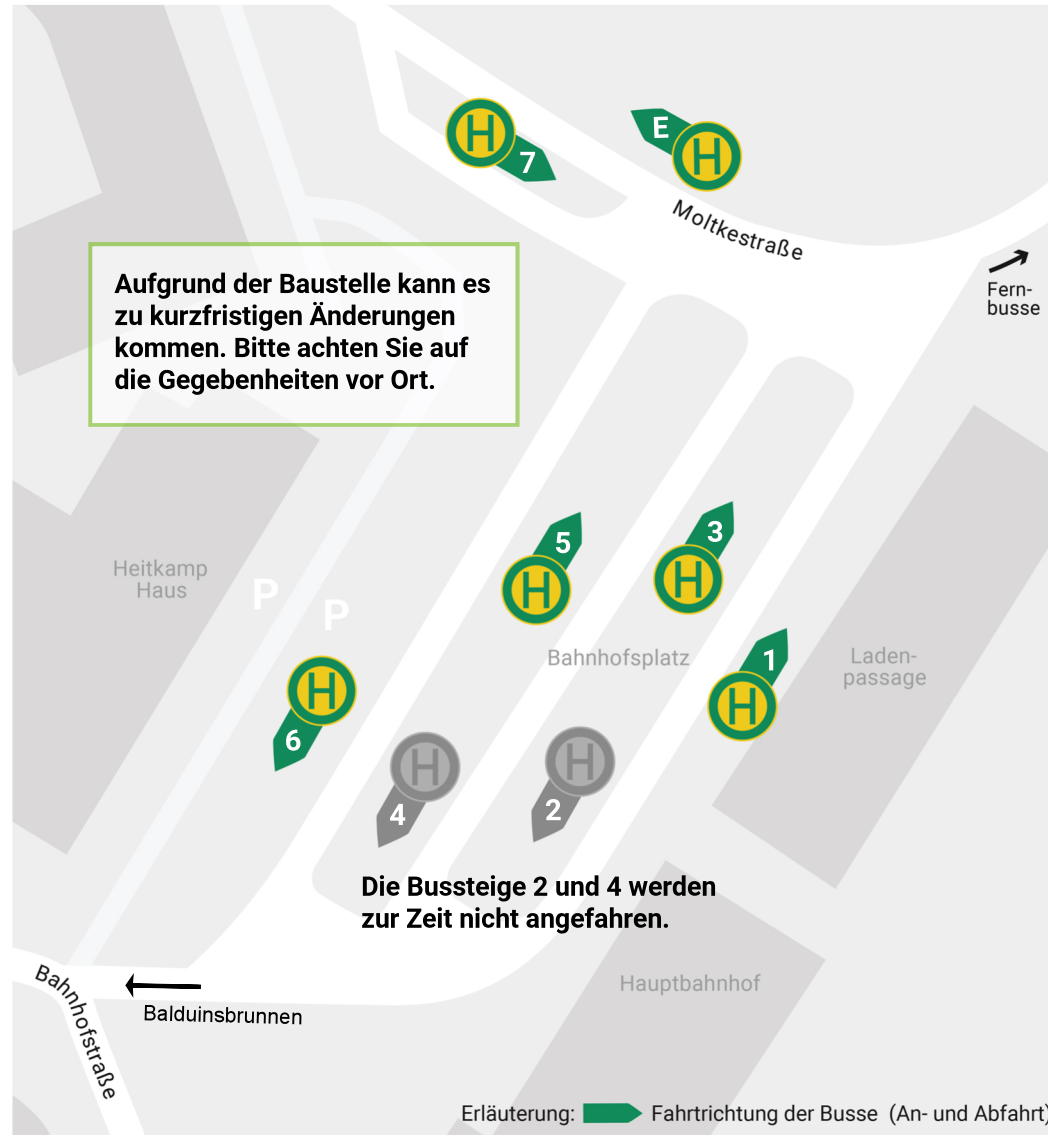 H
7
E
H
Moltkestraße
Aufgrund der Baustelle kann es
zu kurzfristigen Änderungen
kommen. Bitte achten Sie auf
die Gegebenheiten vor Ort.
Fern-
busse
5
H
3
H
Heitkamp
Haus
P
P
Bahnhofsplatz
1
H
Laden-
passage
H
6
H
4
H
2
Die Bussteige 2 und 4 werden
zur Zeit nicht angefahren.
Hauptbahnhof
Bahnhofstraße
Balduinsbrunnen
Erläuterung: Fahrtrichtung der Busse (An- und Abfahrt)